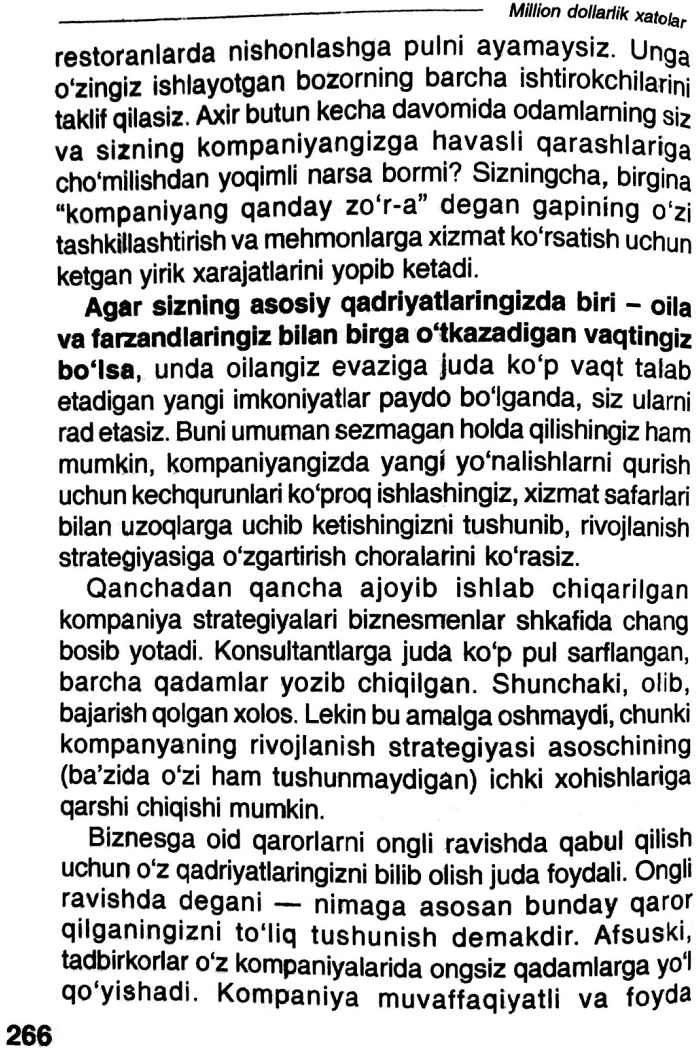 Million dollarlik xatolar
restoranlarda nishonlashga pulni ayamaysiz. Unga
o‘zingiz ishlayotgan bozorning barcha ishtirokchilarini
taklif qilasiz. Axir butun kecha davomida odamlarning siz
va sizning kompaniyangizga havasli qarashlariga
cho‘milishdan yoqimli narsa bormi? Sizningcha, birgina
“kompaniyang qanday zo‘r-a” degan gapining o‘zi
tashkillashtirish va mehmonlarga xizmat ko‘rsatish uchun
ketgan yirik xarajatlarini yopib ketadi.
Agar sizning asosiy qadriyatlaringizda biri – oila
va farzandlaringiz bilan birga o‘tkazadigan vaqtingiz
bo‘lsa, unda oilangiz evaziga juda ko‘p vaqt talab
etadigan yangi imkoniyatlar paydo bo‘lganda, siz ularni
rad etasiz. Buni umuman sezmagan holda qilishingiz ham
mumkin, kompaniyangizda yangi yo‘nalishlarni qurish
uchun kechqurunlari ko‘proq ishlashingiz, xizmat safarlari
bilan uzoqlarga uchib ketishingizni tushunib, rivojlanish
strategiyasiga o‘zgartirish choralarini ko‘rasiz.
Qanchadan qancha ajoyib ishlab chiqarilgan
kompaniya strategiyalari biznesmenlar shkafida chang
bosib yotadi. Konsultantlarga juda ko‘p pul sarflangan,
barcha qadamlar yozib chiqilgan. Shunchaki, olib,
bajarish qolgan xolos. Lekin bu amalga oshmaydi, chunki
kompanyaning rivojlanish strategiyasi asoschining
(ba’zida o‘zi ham tushunmaydigan) ichki xohishlariga
qarshi chiqishi mumkin.
Biznesga oid qarorlarni ongli ravishda qabul qilish
uchun o‘z qadriyatlaringizni bilib olish juda foydali. Ongli
ravishda degani — nimaga asosan bunday qaror
qilganingizni to‘liq tushunish demakdir. Afsuski,
tadbirkorlar o‘z kompaniyalarida ongsiz qadamlarga yo‘l
qo‘yishadi. Kompaniya muvaffaqiyatli va foyda
266